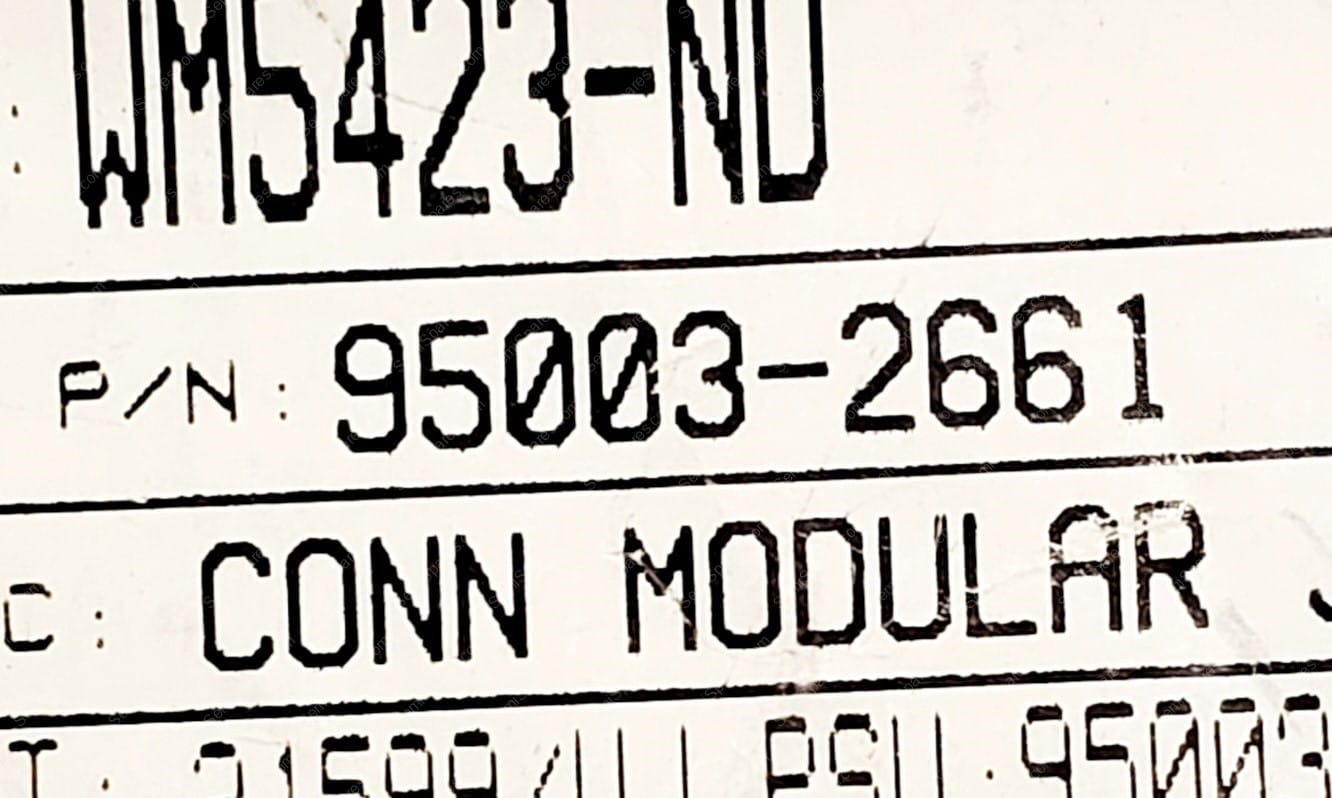 : WM5423-ND
P/N: 95003-2661
C: CONN MODULAR